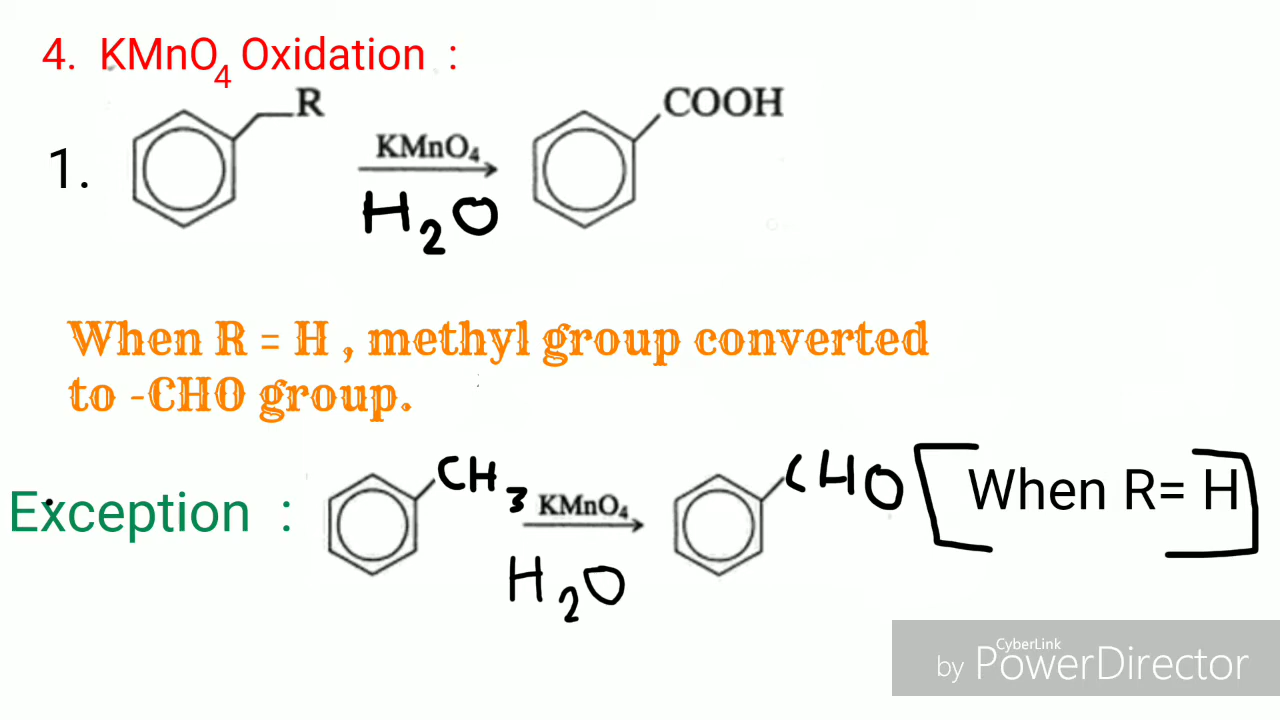 4. KMnO4 Oxidation :
R
COOH
1.
KMnO4
H2O
When R = H , methyl group converted
to -CHO group.
Exception :
CH3
KMnO4
H2O
CHO
[When R= H]
CyberLink
by PowerDirector